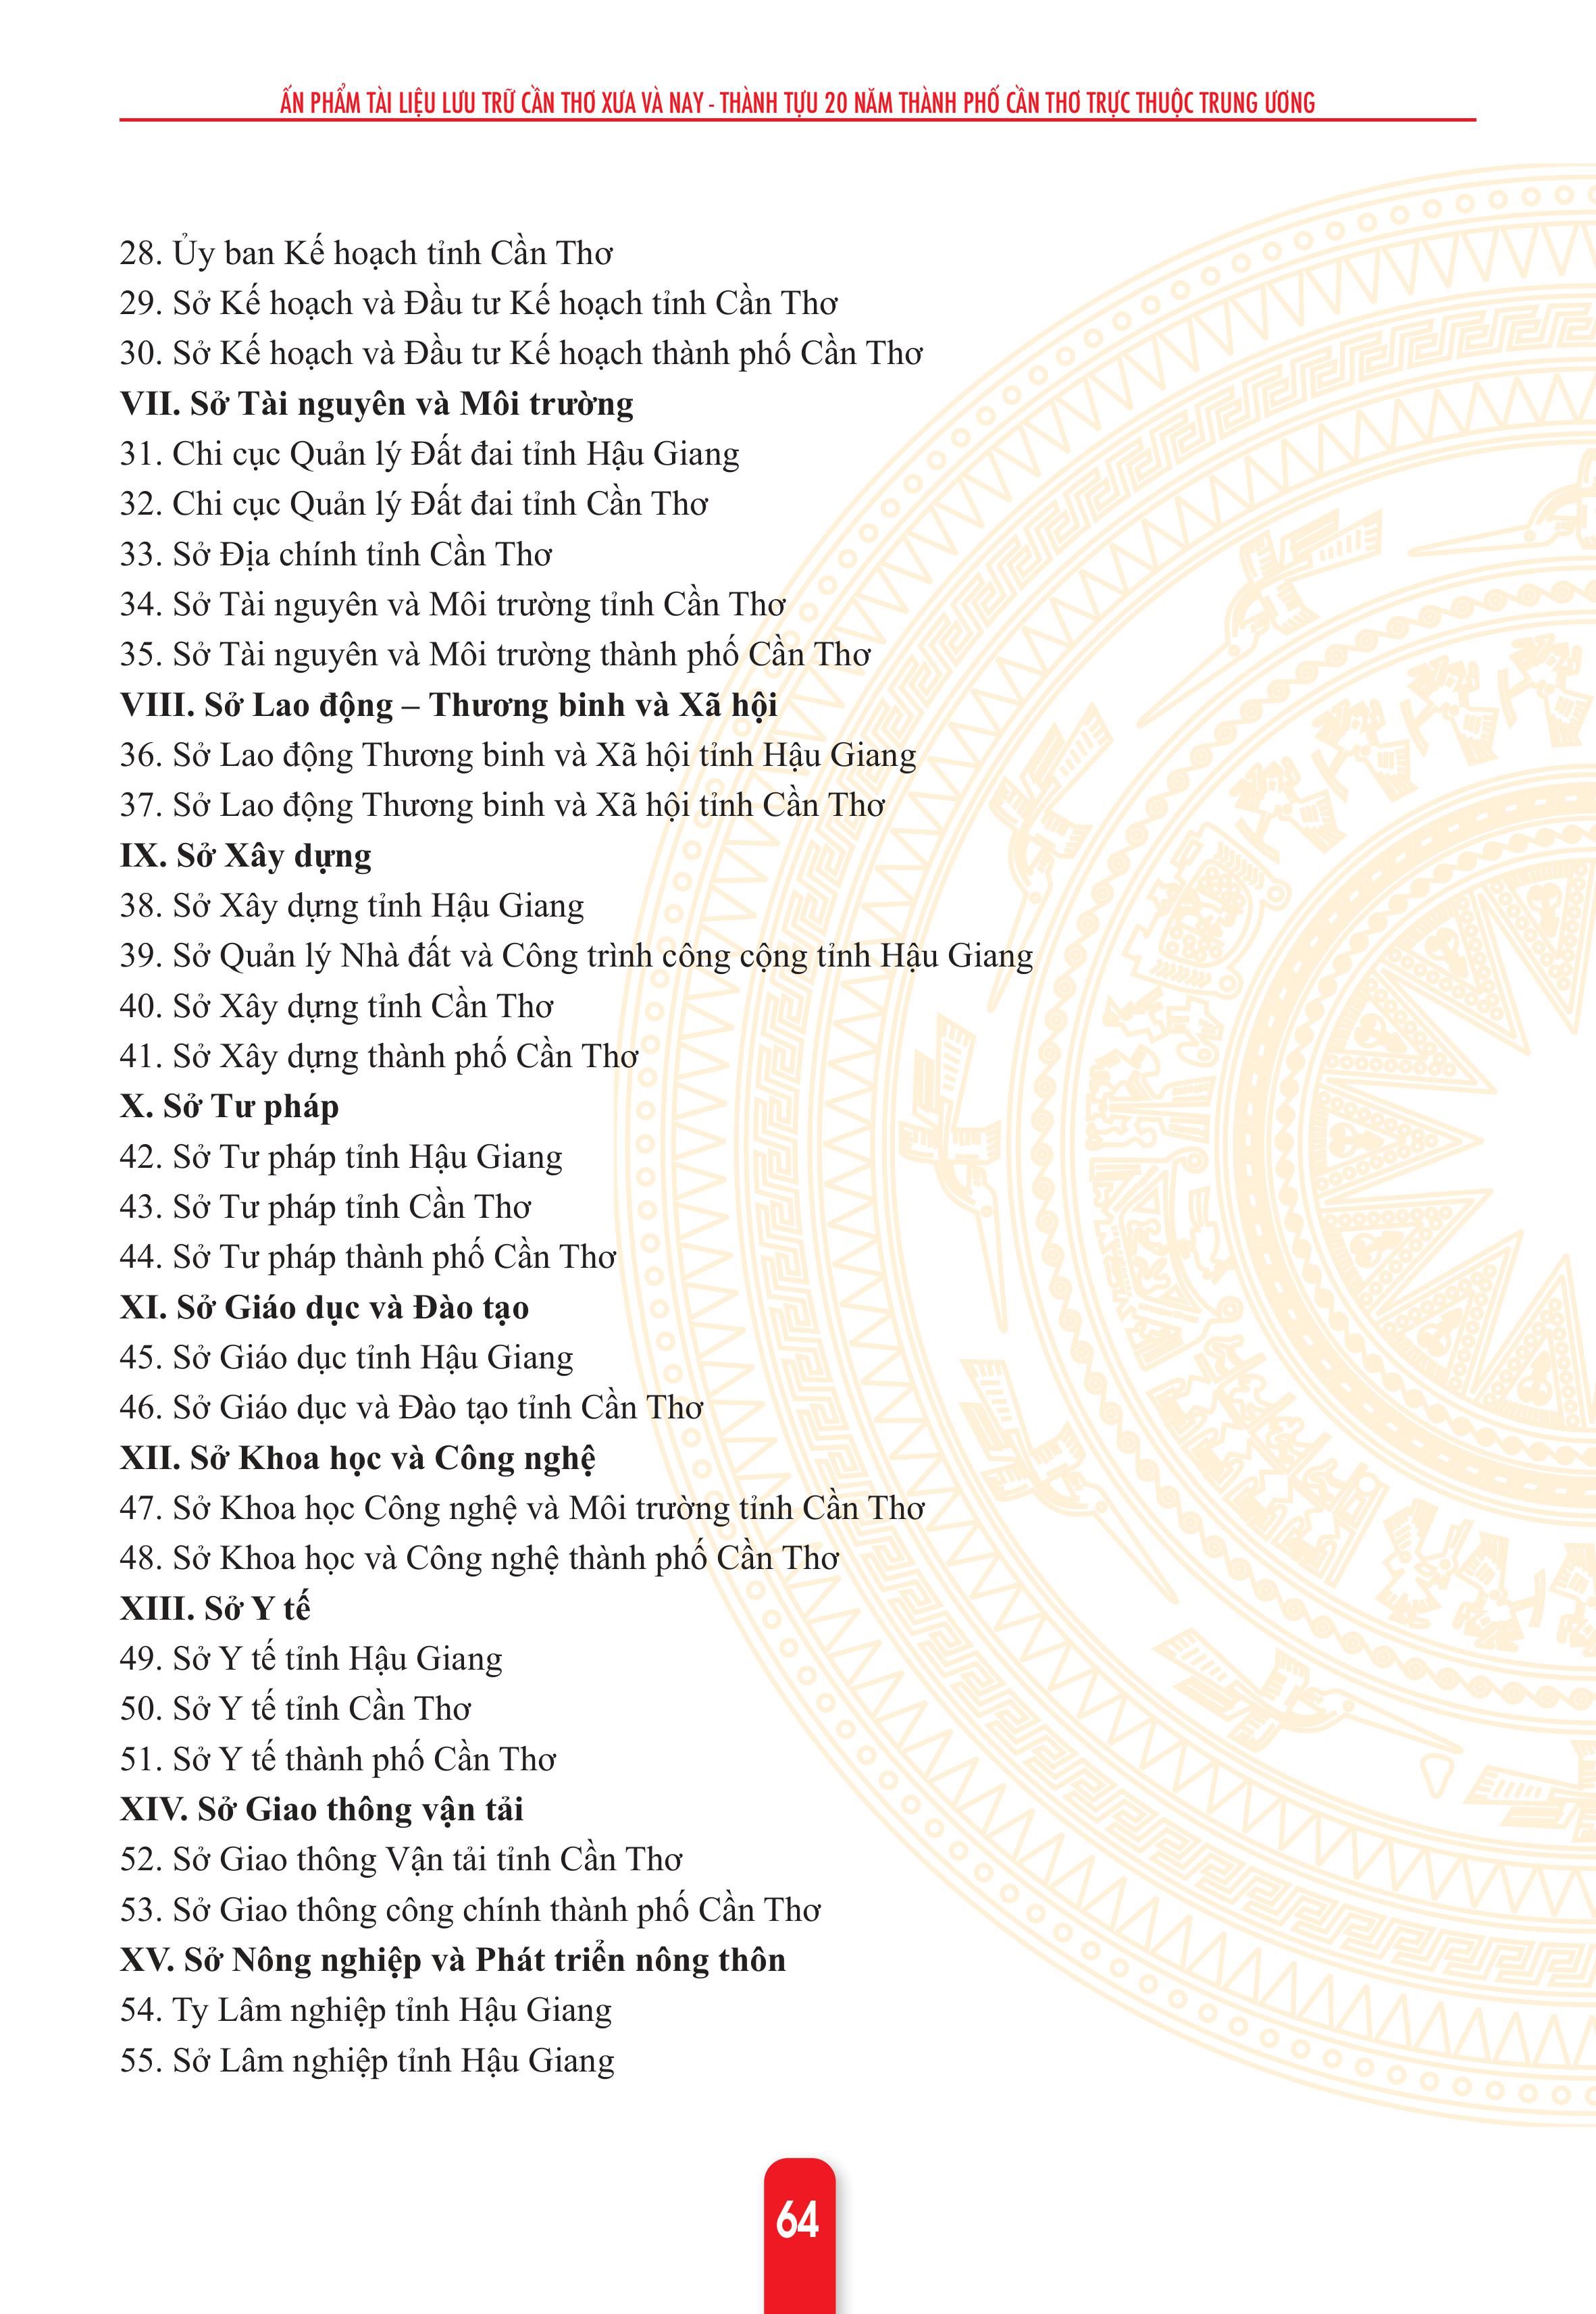 ẤN PHẨM TÀI LIỆU LƯU TRỮ CẦN THƠ XƯA VÀ NAY - THÀNH TỰU 20 NĂM THÀNH PHỐ CẦN THƠ TRỰC THUỘC TRUNG ƯƠNG
28. Ủy ban Kế hoạch tỉnh Cần Thơ
29. Sở Kế hoạch và Đầu tư Kế hoạch tỉnh Cần Thơ
30. Sở Kế hoạch và Đầu tư Kế hoạch thành phố Cần Thơ
VII. Sở Tài nguyên và Môi trường
31. Chi cục Quản lý Đất đai tỉnh Hậu Giang
32. Chi cục Quản lý Đất đai tỉnh Cần Thơ
33. Sở Địa chính tỉnh Cần Thơ
34. Sở Tài nguyên và Môi trường tỉnh Cần Thơ
35. Sở Tài nguyên và Môi trường thành phố Cần Thơ
VIII. Sở Lao động – Thương binh và Xã hội
36. Sở Lao động Thương binh và Xã hội tỉnh Hậu Giang
37. Sở Lao động Thương binh và Xã hội tỉnh Cần Thơ
IX. Sở Xây dựng
38. Sở Xây dựng tỉnh Hậu Giang
39. Sở Quản lý Nhà đất và Công trình công cộng tỉnh Hậu Giang
40. Sở Xây dựng tỉnh Cần Thơ
41. Sở Xây dựng thành phố Cần Thơ
X. Sở Tư pháp
42. Sở Tư pháp tỉnh Hậu Giang
43. Sở Tư pháp tỉnh Cần Thơ
44. Sở Tư pháp thành phố Cần Thơ
XI. Sở Giáo dục và Đào tạo
45. Sở Giáo dục tỉnh Hậu Giang
46. Sở Giáo dục và Đào tạo tỉnh Cần Thơ
XII. Sở Khoa học và Công nghệ
47. Sở Khoa học Công nghệ và Môi trường tỉnh Cần Thơ
48. Sở Khoa học và Công nghệ thành phố Cần Thơ
XIII. Sở Y tế
49. Sở Y tế tỉnh Hậu Giang
50. Sở Y tế tỉnh Cần Thơ
51. Sở Y tế thành phố Cần Thơ
XIV. Sở Giao thông vận tải
52. Sở Giao thông Vận tải tỉnh Cần Thơ
53. Sở Giao thông công chính thành phố Cần Thơ
XV. Sở Nông nghiệp và Phát triển nông thôn
54. Ty Lâm nghiệp tỉnh Hậu Giang
55. Sở Lâm nghiệp tỉnh Hậu Giang
64